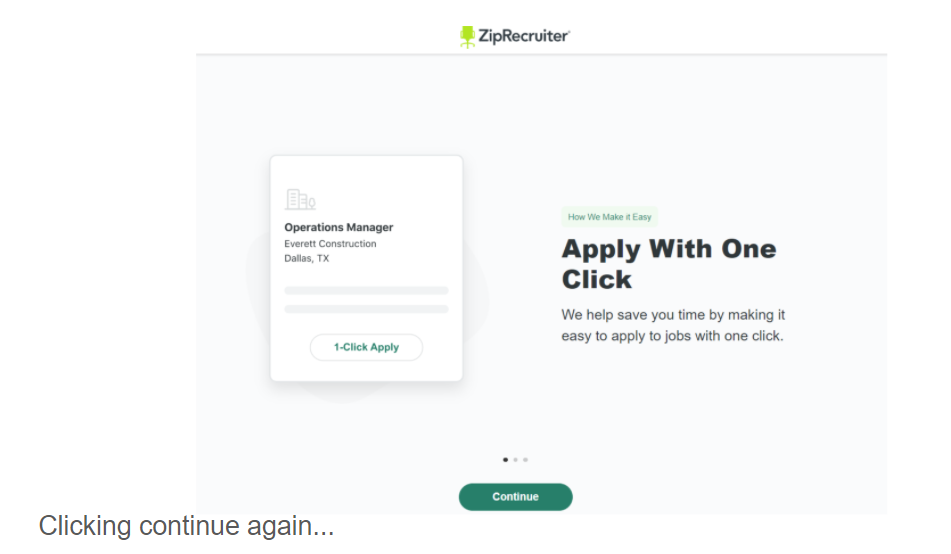 ZipRecruiter
Operations Manager
Everett Construction
Dallas, TX
1-Click Apply
How We Make it Easy
Apply With One
Click
We help save you time by making it
easy to apply to jobs with one click.
Continue
Clicking continue again...